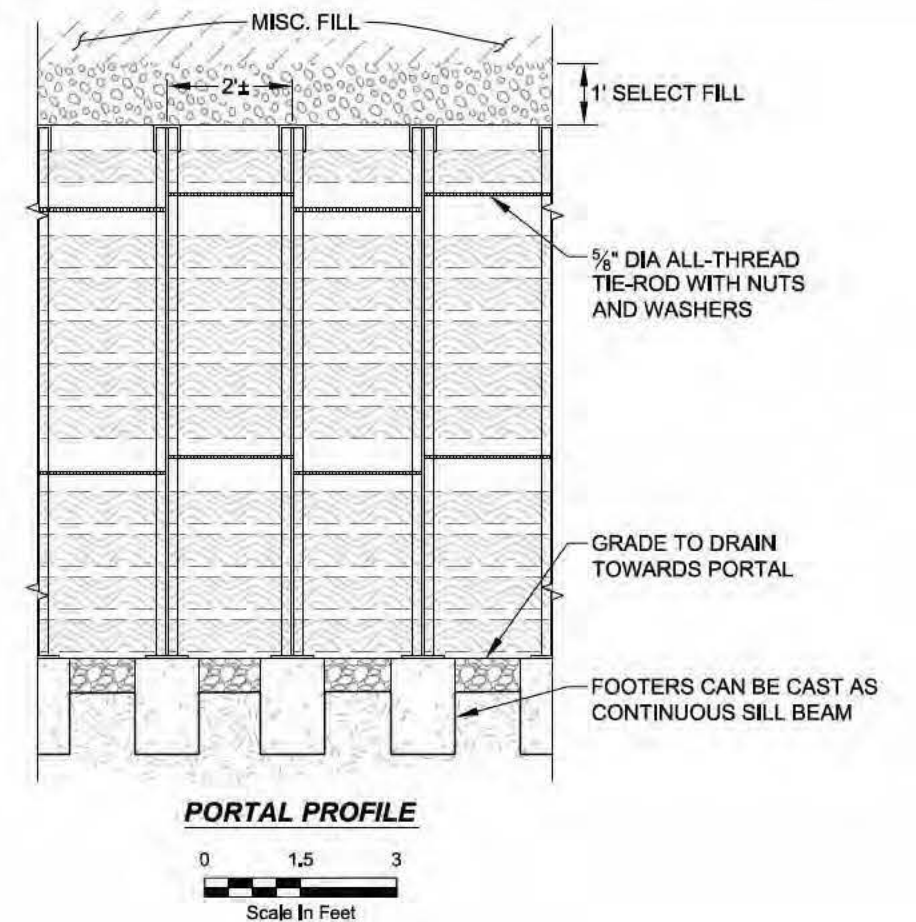 MISC. FILL
2'±
1' SELECT FILL
⅝" DIA ALL-THREAD
TIE-ROD WITH NUTS
AND WASHERS
GRADE TO DRAIN
TOWARDS PORTAL
FOOTERS CAN BE CAST AS
CONTINUOUS SILL BEAM
PORTAL PROFILE
0 1.5 3
Scale In Feet